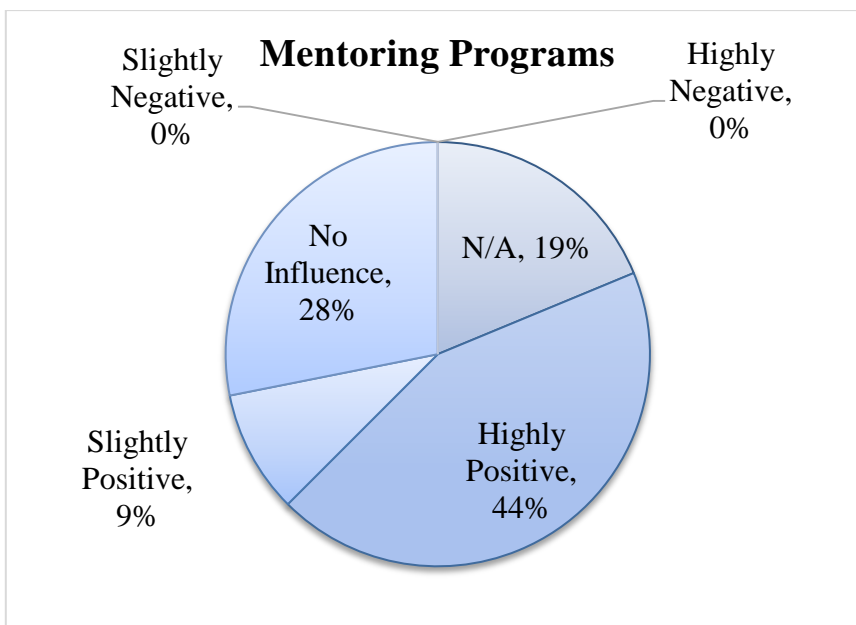 Mentoring Programs
Slightly
Negative,
0%
Highly
Negative,
0%
N/A, 19%
No
Influence,
28%
Highly
Positive,
44%
Slightly
Positive,
9%